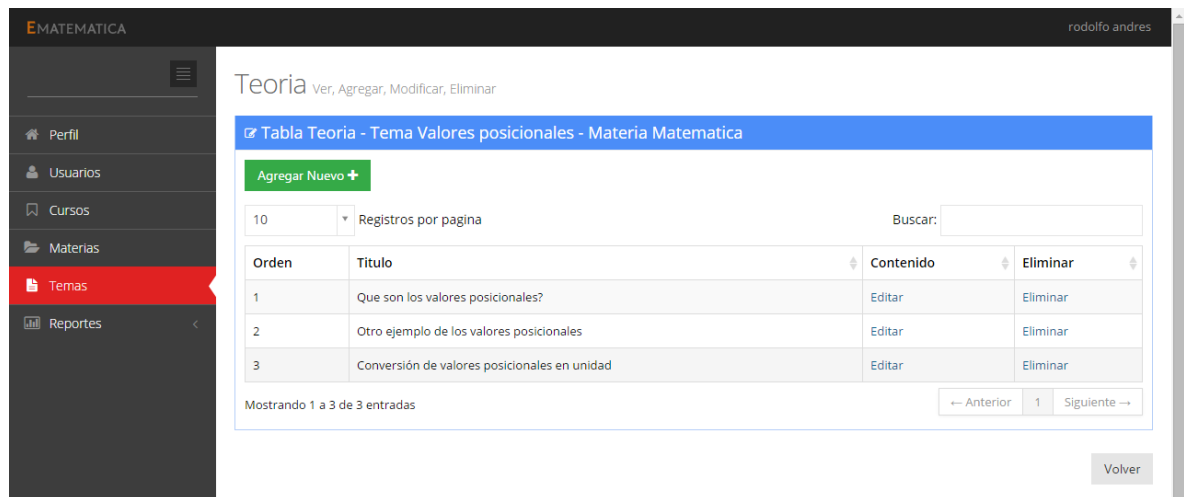 EMATEMATICA
rodolfo andres
Perfil
Usuarios
Cursos
Materias
Temas
Reportes
Teoria Ver, Agregar, Modificar, Eliminar
Tabla Teoria - Tema Valores posicionales - Materia Matematica
Agregar Nuevo
10 Registros por pagina Buscar:
Orden Titulo Contenido Eliminar
1 Que son los valores posicionales? Editar Eliminar
2 Otro ejemplo de los valores posicionales Editar Eliminar
3 Conversión de valores posicionales en unidad Editar Eliminar
Mostrando 1 a 3 de 3 entradas
← Anterior 1 Siguiente →
Volver